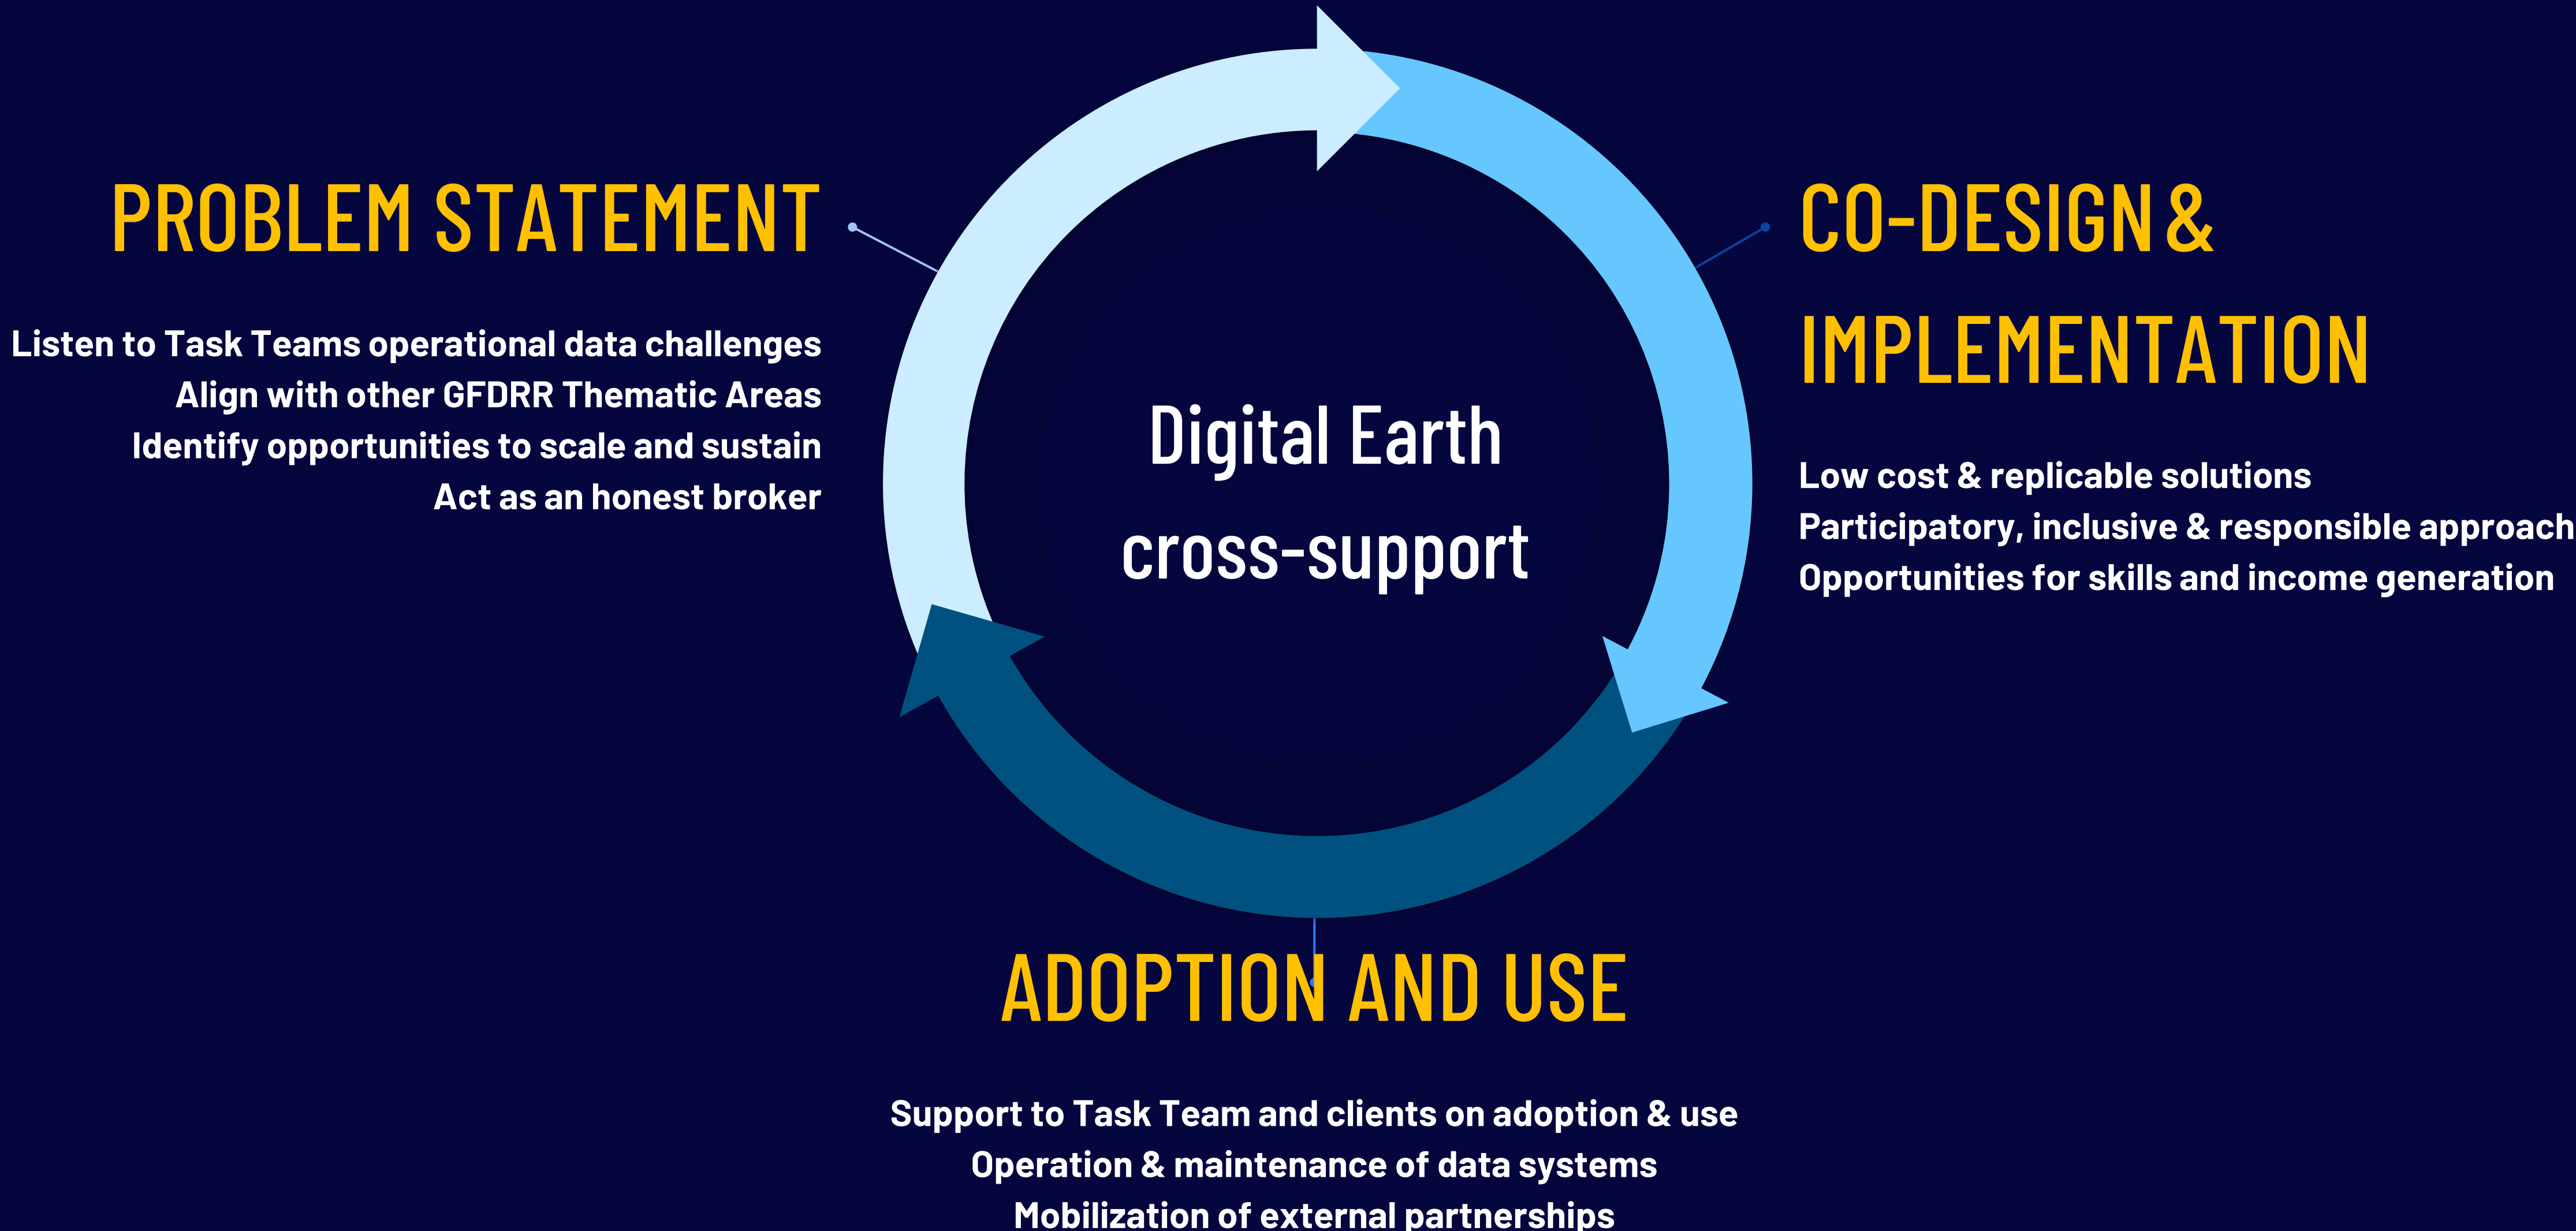 PROBLEM STATEMENT
Listen to Task Teams operational data challenges
Align with other GFDRR Thematic Areas
Identify opportunities to scale and sustain
Act as an honest broker
Digital Earth
cross-support
CO-DESIGN &
IMPLEMENTATION
Low cost & replicable solutions
Participatory, inclusive & responsible approach
Opportunities for skills and income generation
ADOPTION AND USE
Support to Task Team and clients on adoption & use
Operation & maintenance of data systems
Mobilization of external partnerships